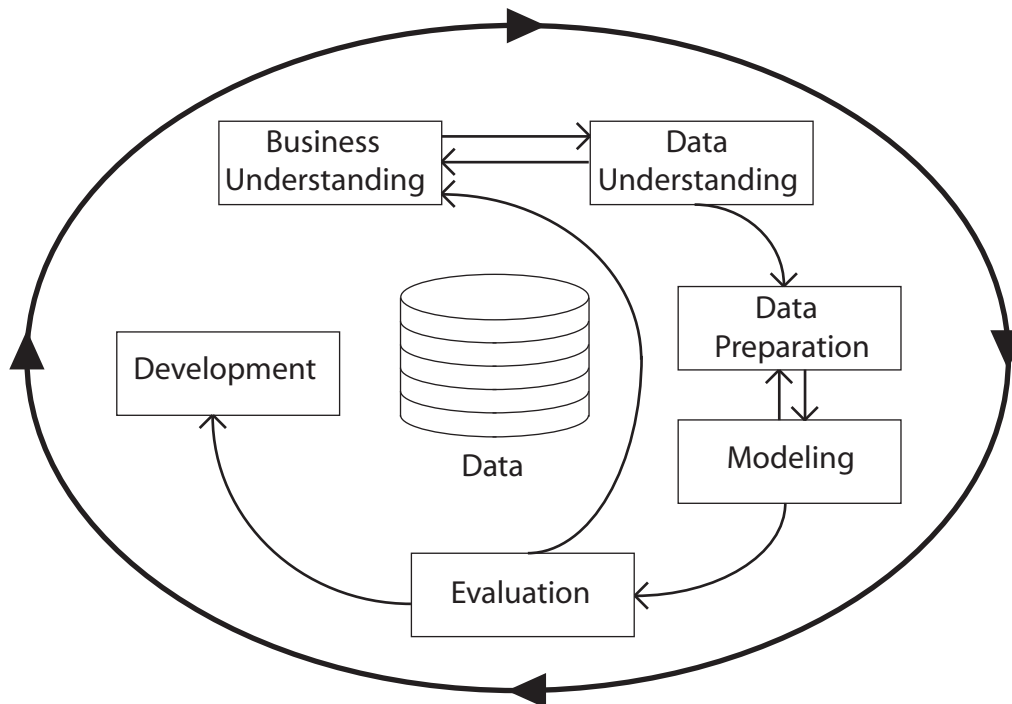 Business
Understanding
Data
Understanding
Data
Preparation
Development
Modeling
Data
Evaluation